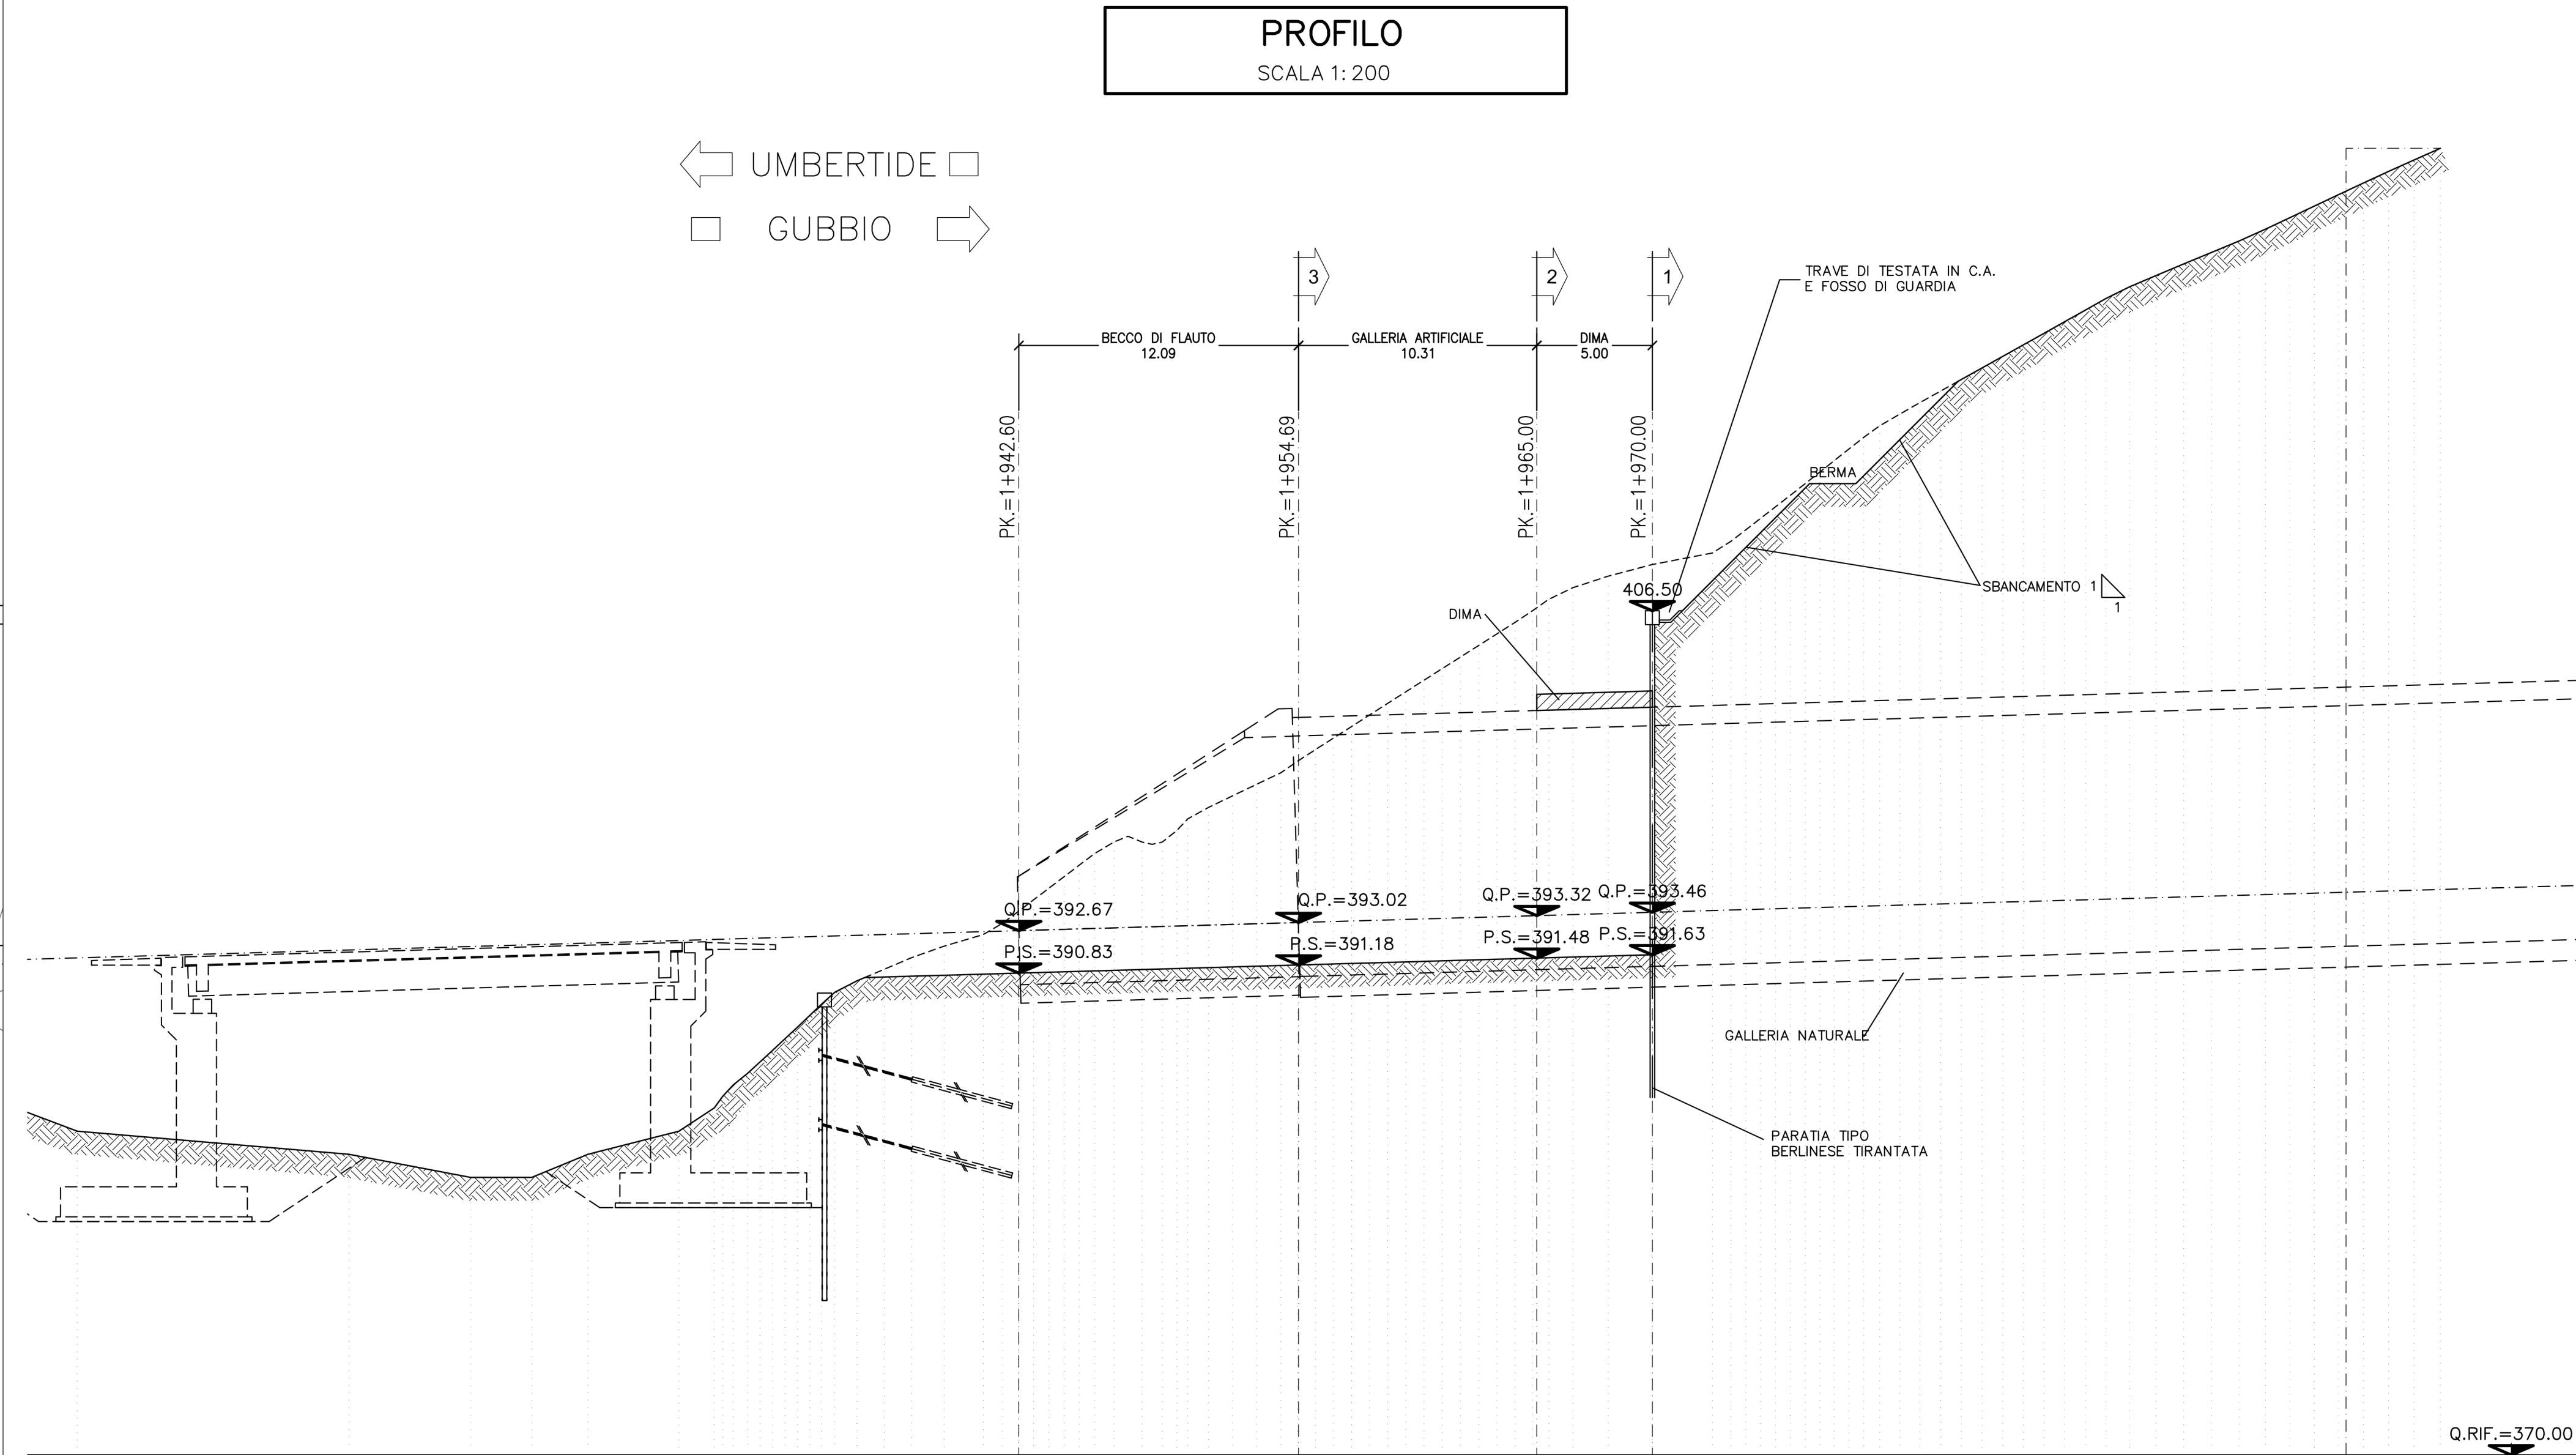 PROFILO
SCALA 1:200
UMBERTIDE
GUBBIO
3
2
1
TRAVE DI TESTATA IN C.A.
E FOSSO DI GUARDIA
BECCO DI FLAUTO
12.09
GALLERIA ARTIFICIALE
10.31
DIMA
5.00
PK.=1+942.60
PK.=1+954.69
PK.=1+965.00
PK.=1+970.00
BERMA
406.50
SBANCAMENTO 1
1
DIMA
Q.P.=392.67
Q.P.=393.02
Q.P.=393.32
Q.P.=393.46
P.S.=390.83
P.S.=391.18
P.S.=391.48
P.S.=391.63
GALLERIA NATURALE
PARATIA TIPO
BERLINESE TIRANTATA
Q.RIF.=370.00